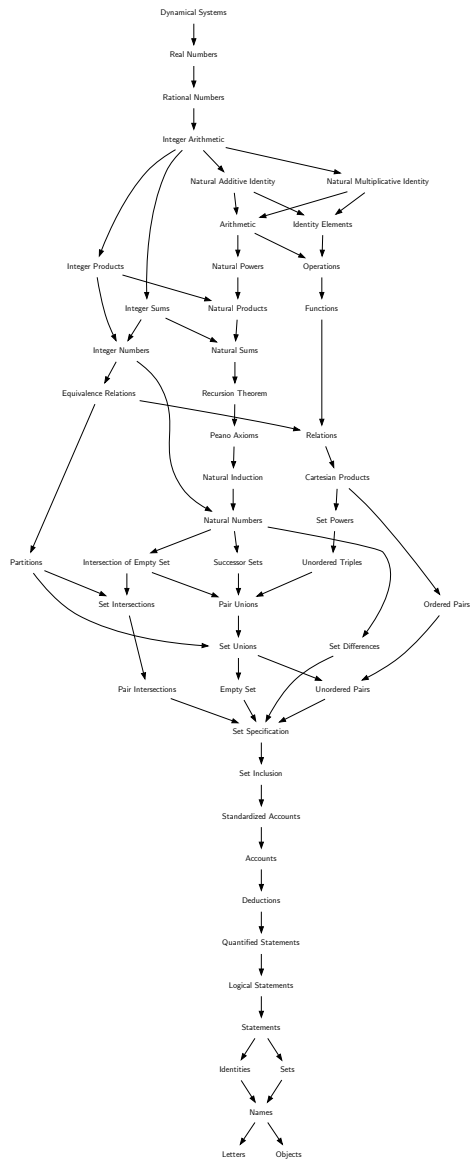 Dynamical Systems
Real Numbers
Rational Numbers
Integer Arithmetic
Natural Additive Identity
Natural Multiplicative Identity
Arithmetic
Identity Elements
Integer Products
Natural Powers
Operations
Integer Sums
Natural Products
Functions
Integer Numbers
Natural Sums
Equivalence Relations
Recursion Theorem
Peano Axioms
Relations
Natural Induction
Cartesian Products
Natural Numbers
Set Powers
Partitions
Intersection of Empty Set
Successor Sets
Unordered Triples
Set Intersections
Pair Unions
Ordered Pairs
Set Unions
Set Differences
Pair Intersections
Empty Set
Unordered Pairs
Set Specification
Set Inclusion
Standardized Accounts
Accounts
Deductions
Quantified Statements
Logical Statements
Statements
Identities
Sets
Names
Letters
Objects